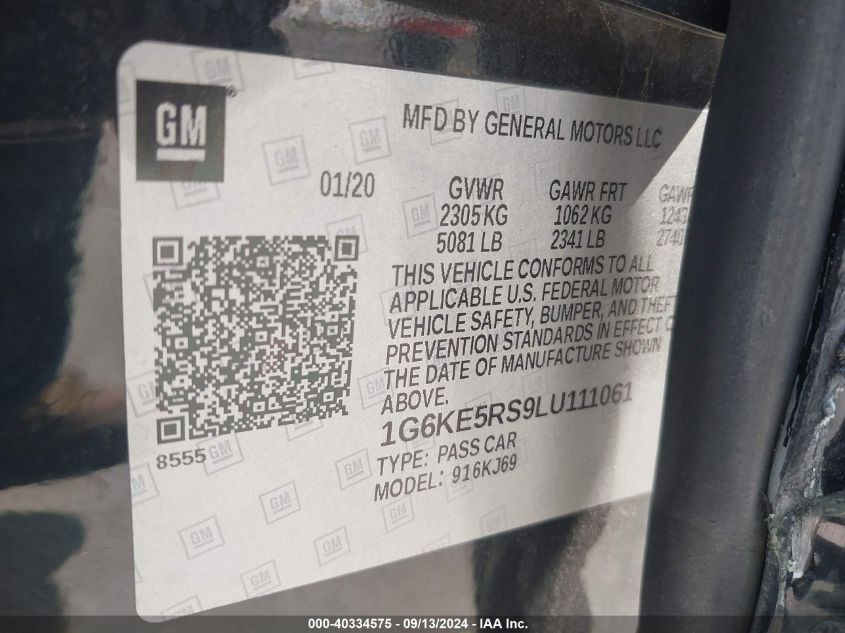 GM
®
MFD BY GENERAL MOTORS LLC
01/20
GVWR GAWR FRT
2305 KG 1062 KG
5081 LB 2341 LB
THIS VEHICLE CONFORMS TO ALL
APPLICABLE U.S. FEDERAL MOTOR
VEHICLE SAFETY, BUMPER, AND THEFT
PREVENTION STANDARDS IN EFFECT
THE DATE OF MANUFACTURE SHOWN
ABOVE.
1G6KE5RS9LU111061
TYPE: PASS CAR
MODEL: 916KJ69
8555
000-40334575 - 09/13/2024 - IAA Inc.